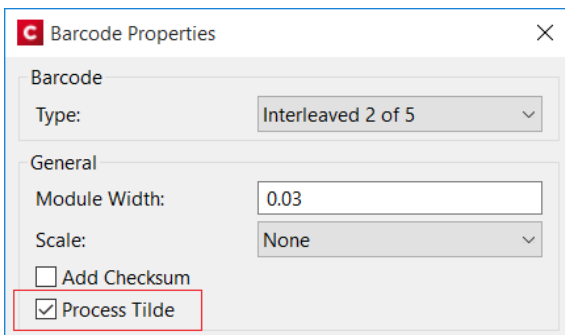 C Barcode Properties
Barcode
Type: Interleaved 2 of 5
General
Module Width: 0.03
Scale: None
Add Checksum
Process Tilde